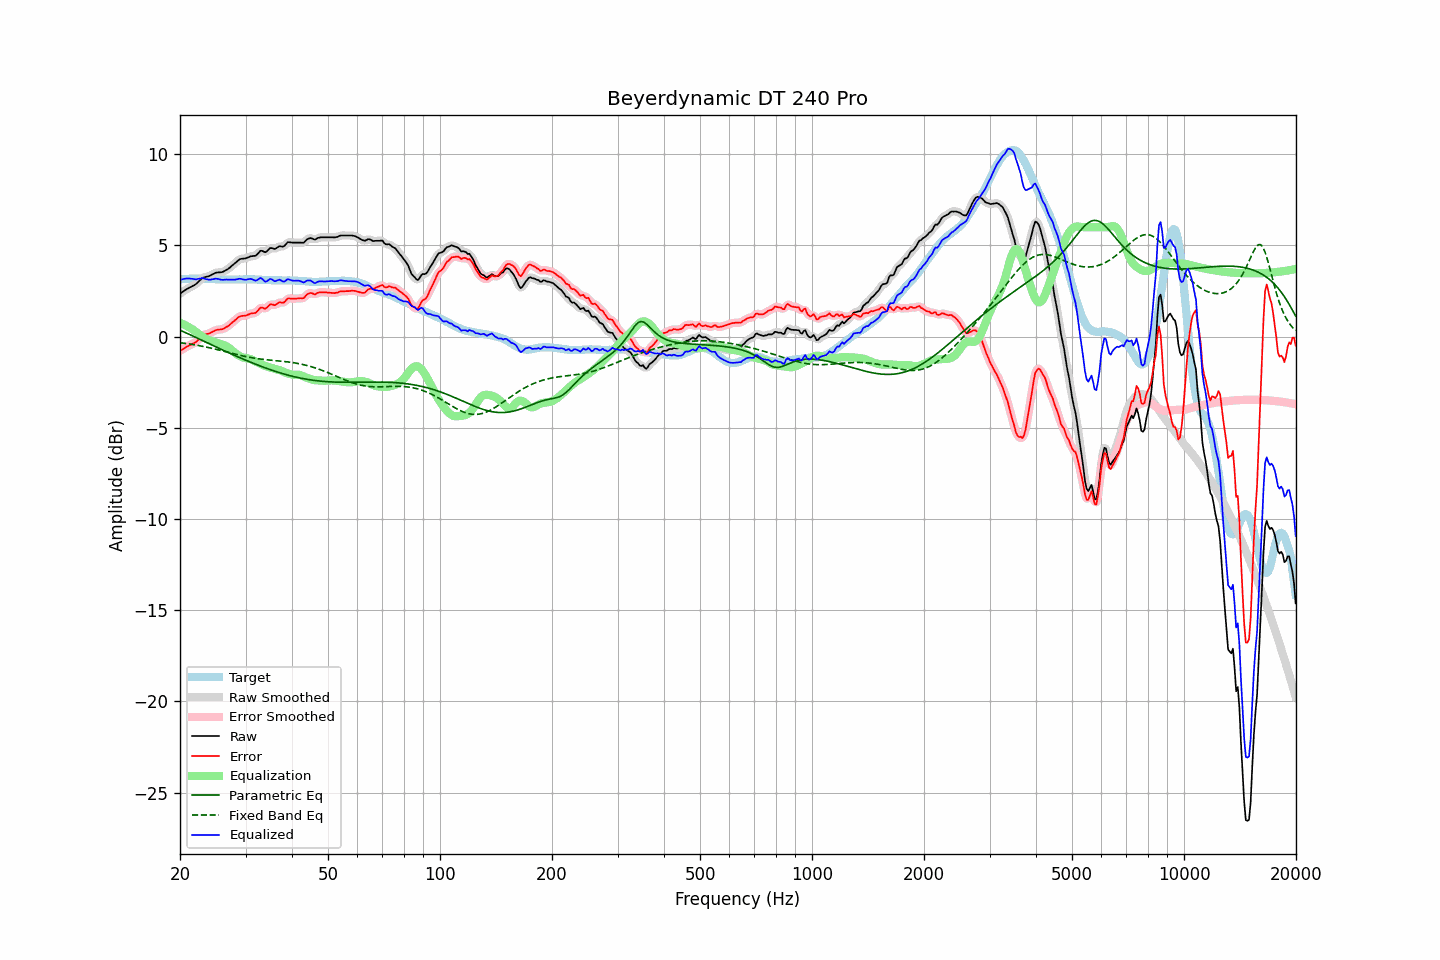 Beyerdynamic DT 240 Pro
Amplitude (dBr)
10
5
0
−5
−10
−15
−20
−25
Target
Raw Smoothed
Error Smoothed
Raw
Error
Equalization
Parametric Eq
Fixed Band Eq
Equalized
20 50 100 200 500 1000 2000 5000 10000 20000
Frequency (Hz)